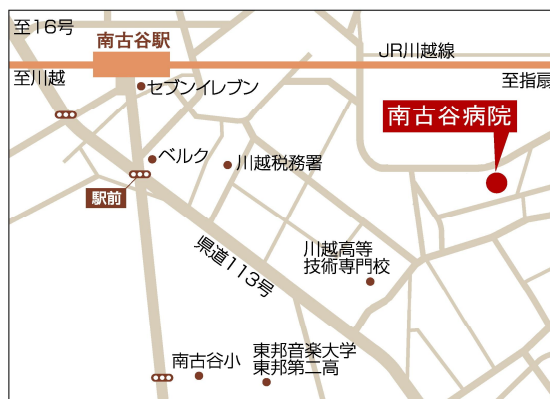 至16号
南古谷駅
JR川越線
至川越
至指扇
セブンイレブン
南古谷病院
ベルク
川越税務署
駅前
県道113号
川越高等
技術専門校
南古谷小
東邦音楽大学
東邦第二高